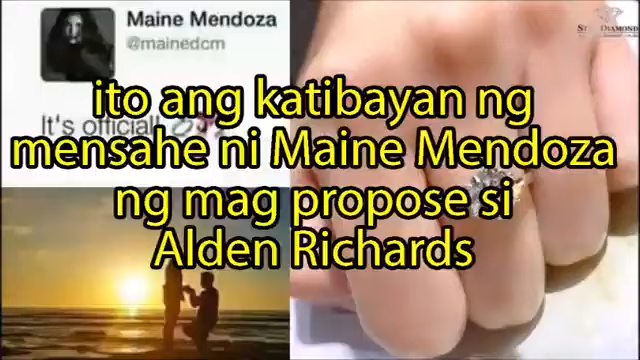 Maine Mendoza
@mainedcm
It's official!
ito ang katibayan ng
mensahe ni Maine Mendoza
ng mag propose si
Alden Richards